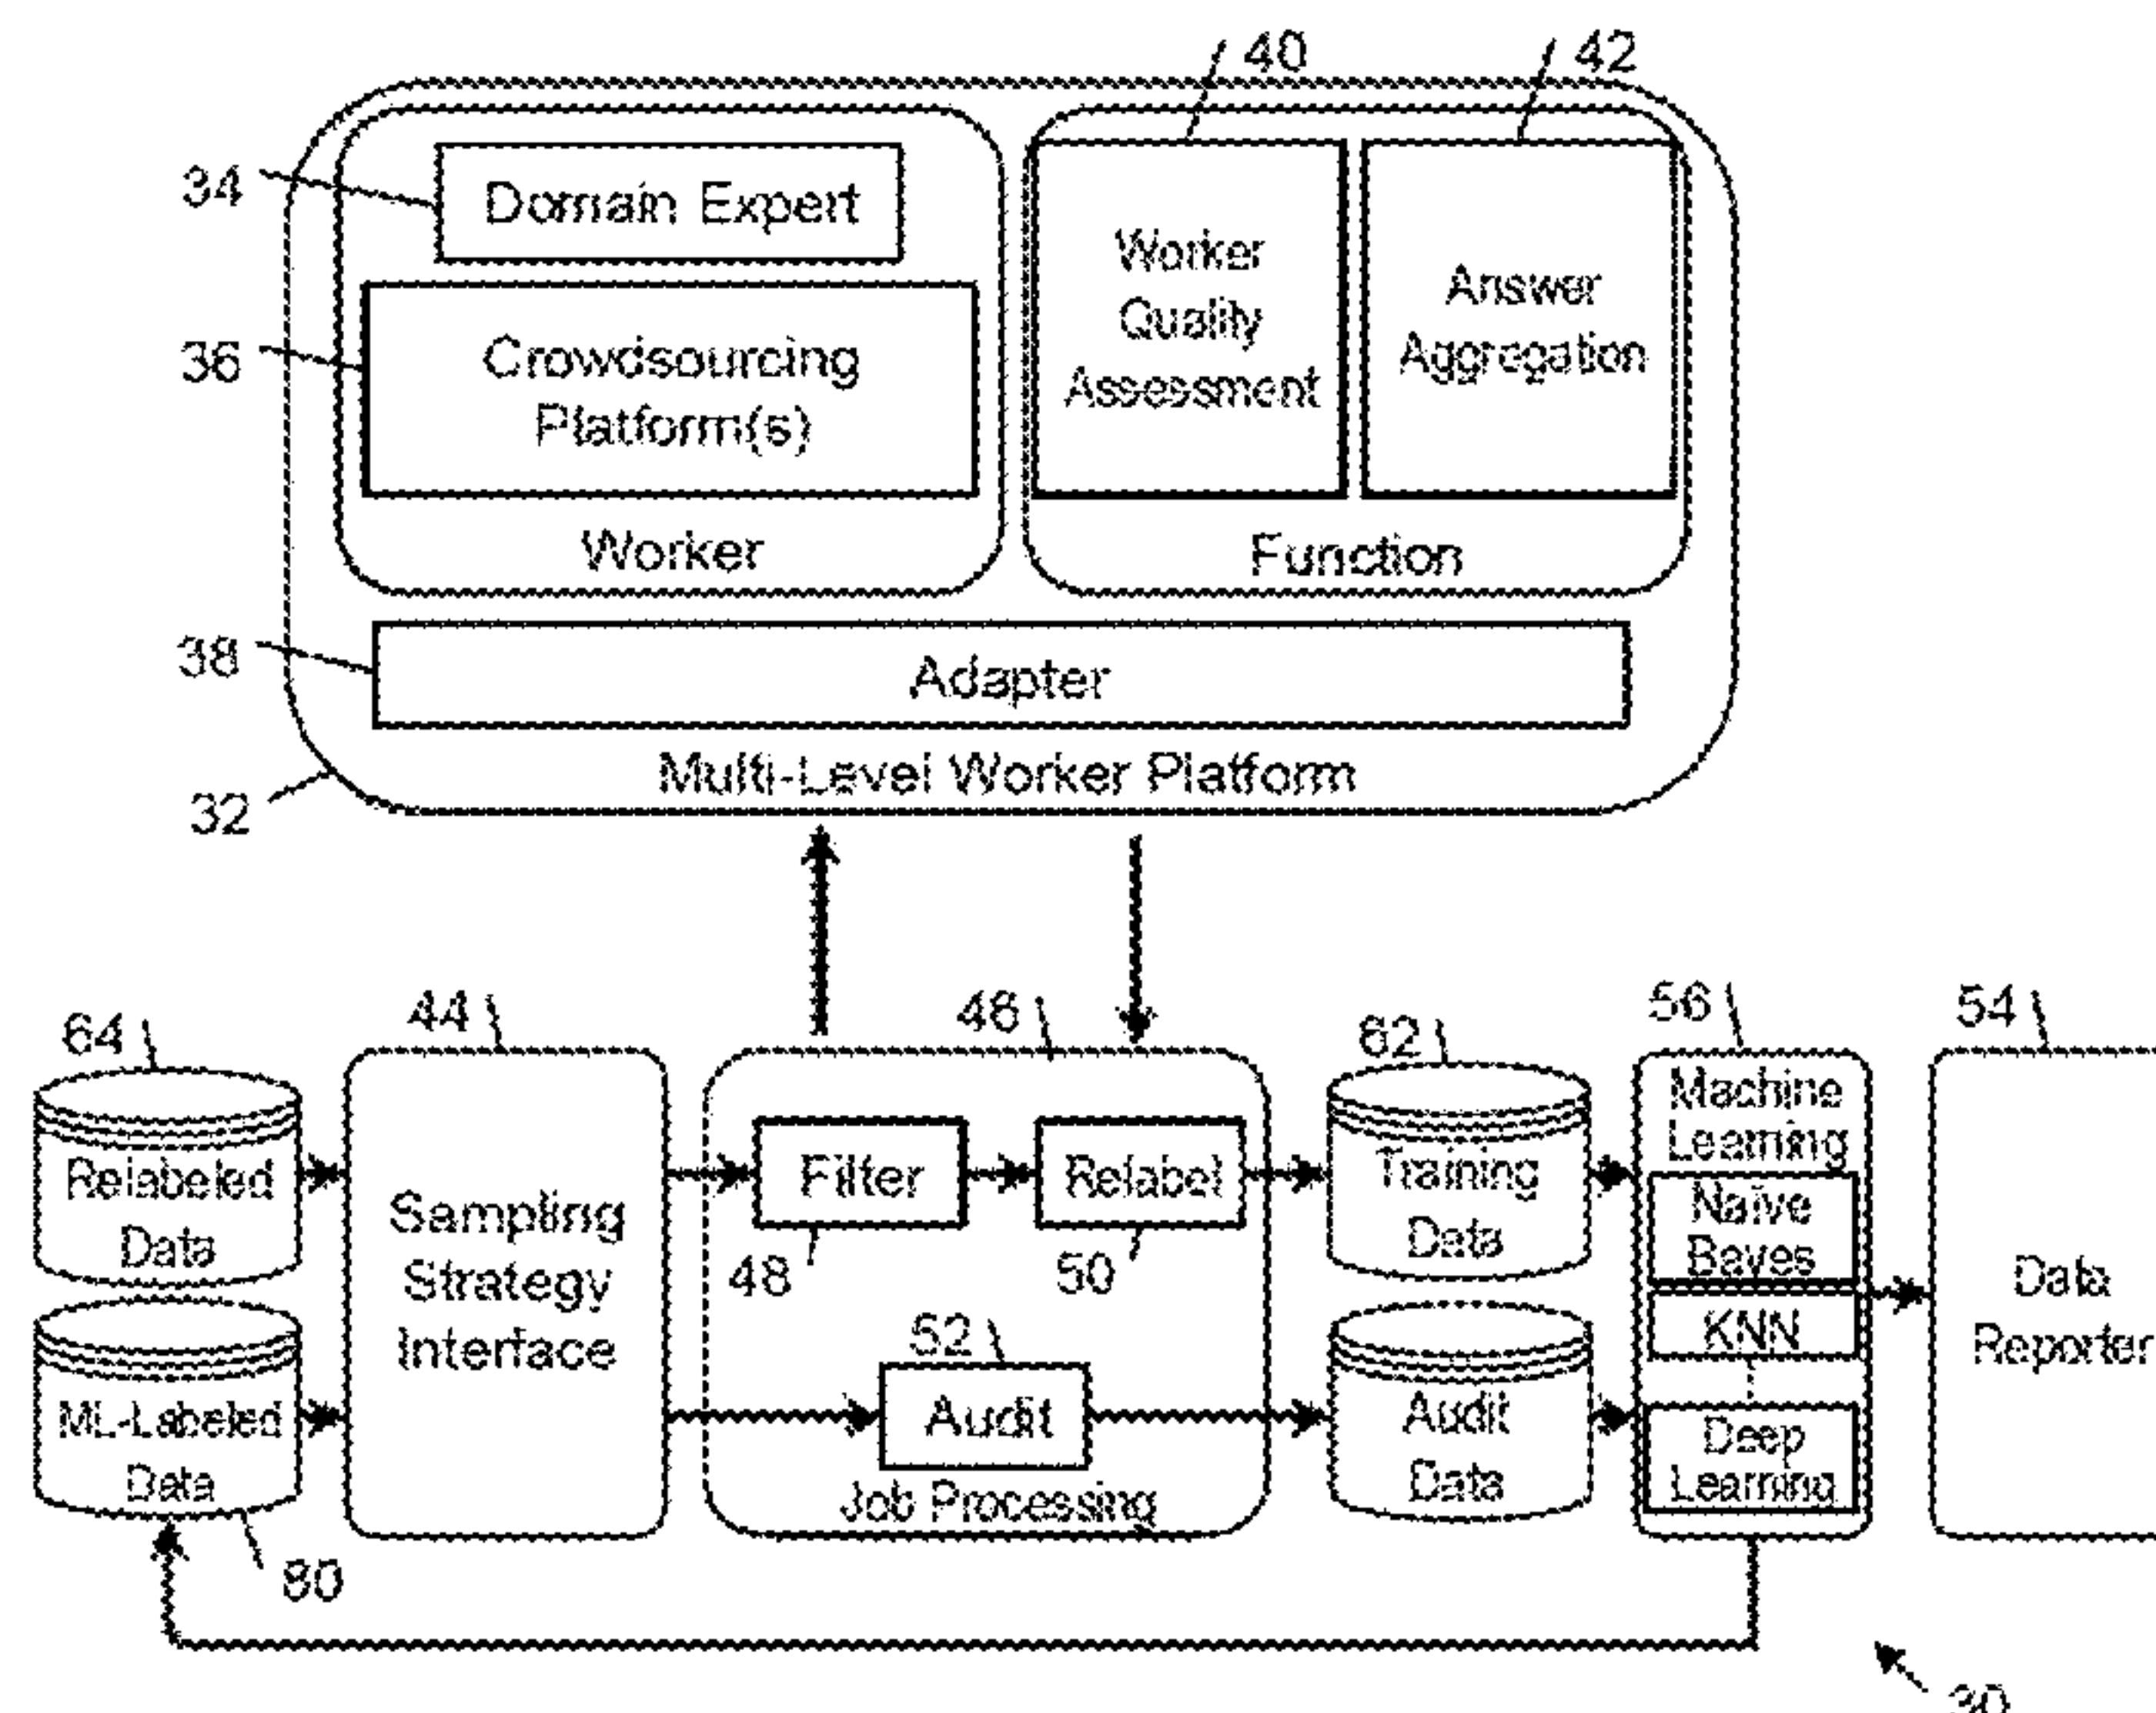 40
42
34
Domain Expert
Worker
Quality
Assessment
Answer
Aggregation
36
Crowdsourcing
Platform(s)
Worker
Function
38
Adapter
Multi-Level Worker Platform
32
64
44
46
62
56
54
Relabeled
Data
Sampling
Strategy
Interface
Filter
Relabel
48
50
Training
Data
Machine
Learning
Naïve
Bayes
KNN
Deep
Learning
Data
Reporter
ML-Labeled
Data
52
Audit
Job Processing
Audit
Data
30